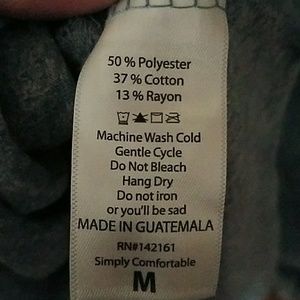 50 % Polyester
37 % Cotton
13 % Rayon
Machine Wash Cold
Gentle Cycle
Do Not Bleach
Hang Dry
Do not iron
or you'll be sad
MADE IN GUATEMALA
RN#142161
Simply Comfortable
M